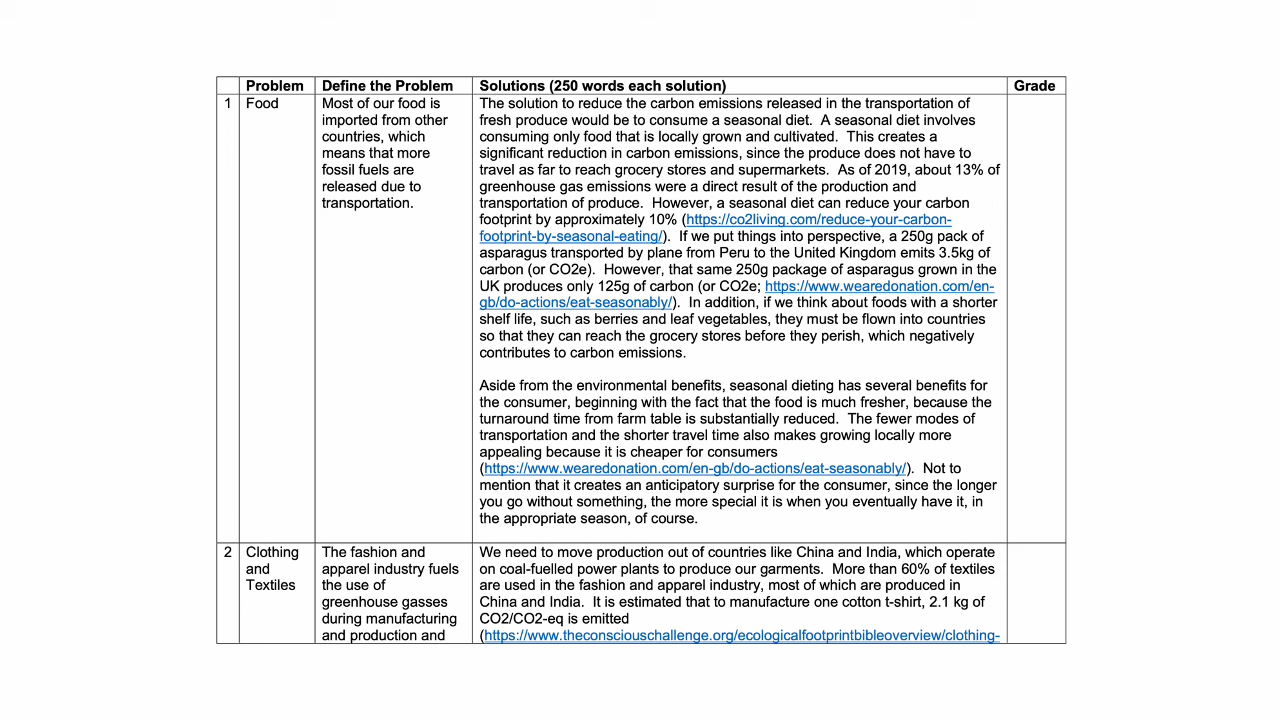 Problem Define the Problem Solutions (250 words each solution) Grade
1 Food
Most of our food is
imported from other
countries, which
means that more
fossil fuels are
released due to
transportation.
The solution to reduce the carbon emissions released in the transportation of
fresh produce would be to consume a seasonal diet. A seasonal diet involves
consuming only food that is locally grown and cultivated. This creates a
significant reduction in carbon emissions, since the produce does not have to
travel as far to reach grocery stores and supermarkets. As of 2019, about 13% of
greenhouse gas emissions were a direct result of the production and
transportation of produce. However, a seasonal diet can reduce your carbon
footprint by approximately 10% (https://co2living.com/reduce-your-carbon-
footprint-by-seasonal-eating/). If we put things into perspective, a 250g pack of
asparagus transported by plane from Peru to the United Kingdom emits 3.5kg of
carbon (or CO2e). However, that same 250g package of asparagus grown in the
UK produces only 125g of carbon (or CO2e; https://www.wearedonation.com/en-
gb/do-actions/eat-seasonably/). In addition, if we think about foods with a shorter
shelf life, such as berries and leaf vegetables, they must be flown into countries
so that they can reach the grocery stores before they perish, which negatively
contributes to carbon emissions.
Aside from the environmental benefits, seasonal dieting has several benefits for
the consumer, beginning with the fact that the food is much fresher, because the
turnaround time from farm table is substantially reduced. The fewer modes of
transportation and the shorter travel time also makes growing locally more
appealing because it is cheaper for consumers
(https://www.wearedonation.com/en-gb/do-actions/eat-seasonably/). Not to
mention that it creates an anticipatory surprise for the consumer, since the longer
you go without something, the more special it is when you eventually have it, in
the appropriate season, of course.
2 Clothing
and
Textiles
The fashion and
apparel industry fuels
the use of
greenhouse gasses
during manufacturing
and production and
We need to move production out of countries like China and India, which operate
on coal-fuelled power plants to produce our garments. More than 60% of textiles
are used in the fashion and apparel industry, most of which are produced in
China and India. It is estimated that to manufacture one cotton t-shirt, 2.1 kg of
CO2/CO2-eq is emitted
(https://www.theconsciouschallenge.org/ecologicalfootprintbibleoverview/clothing-